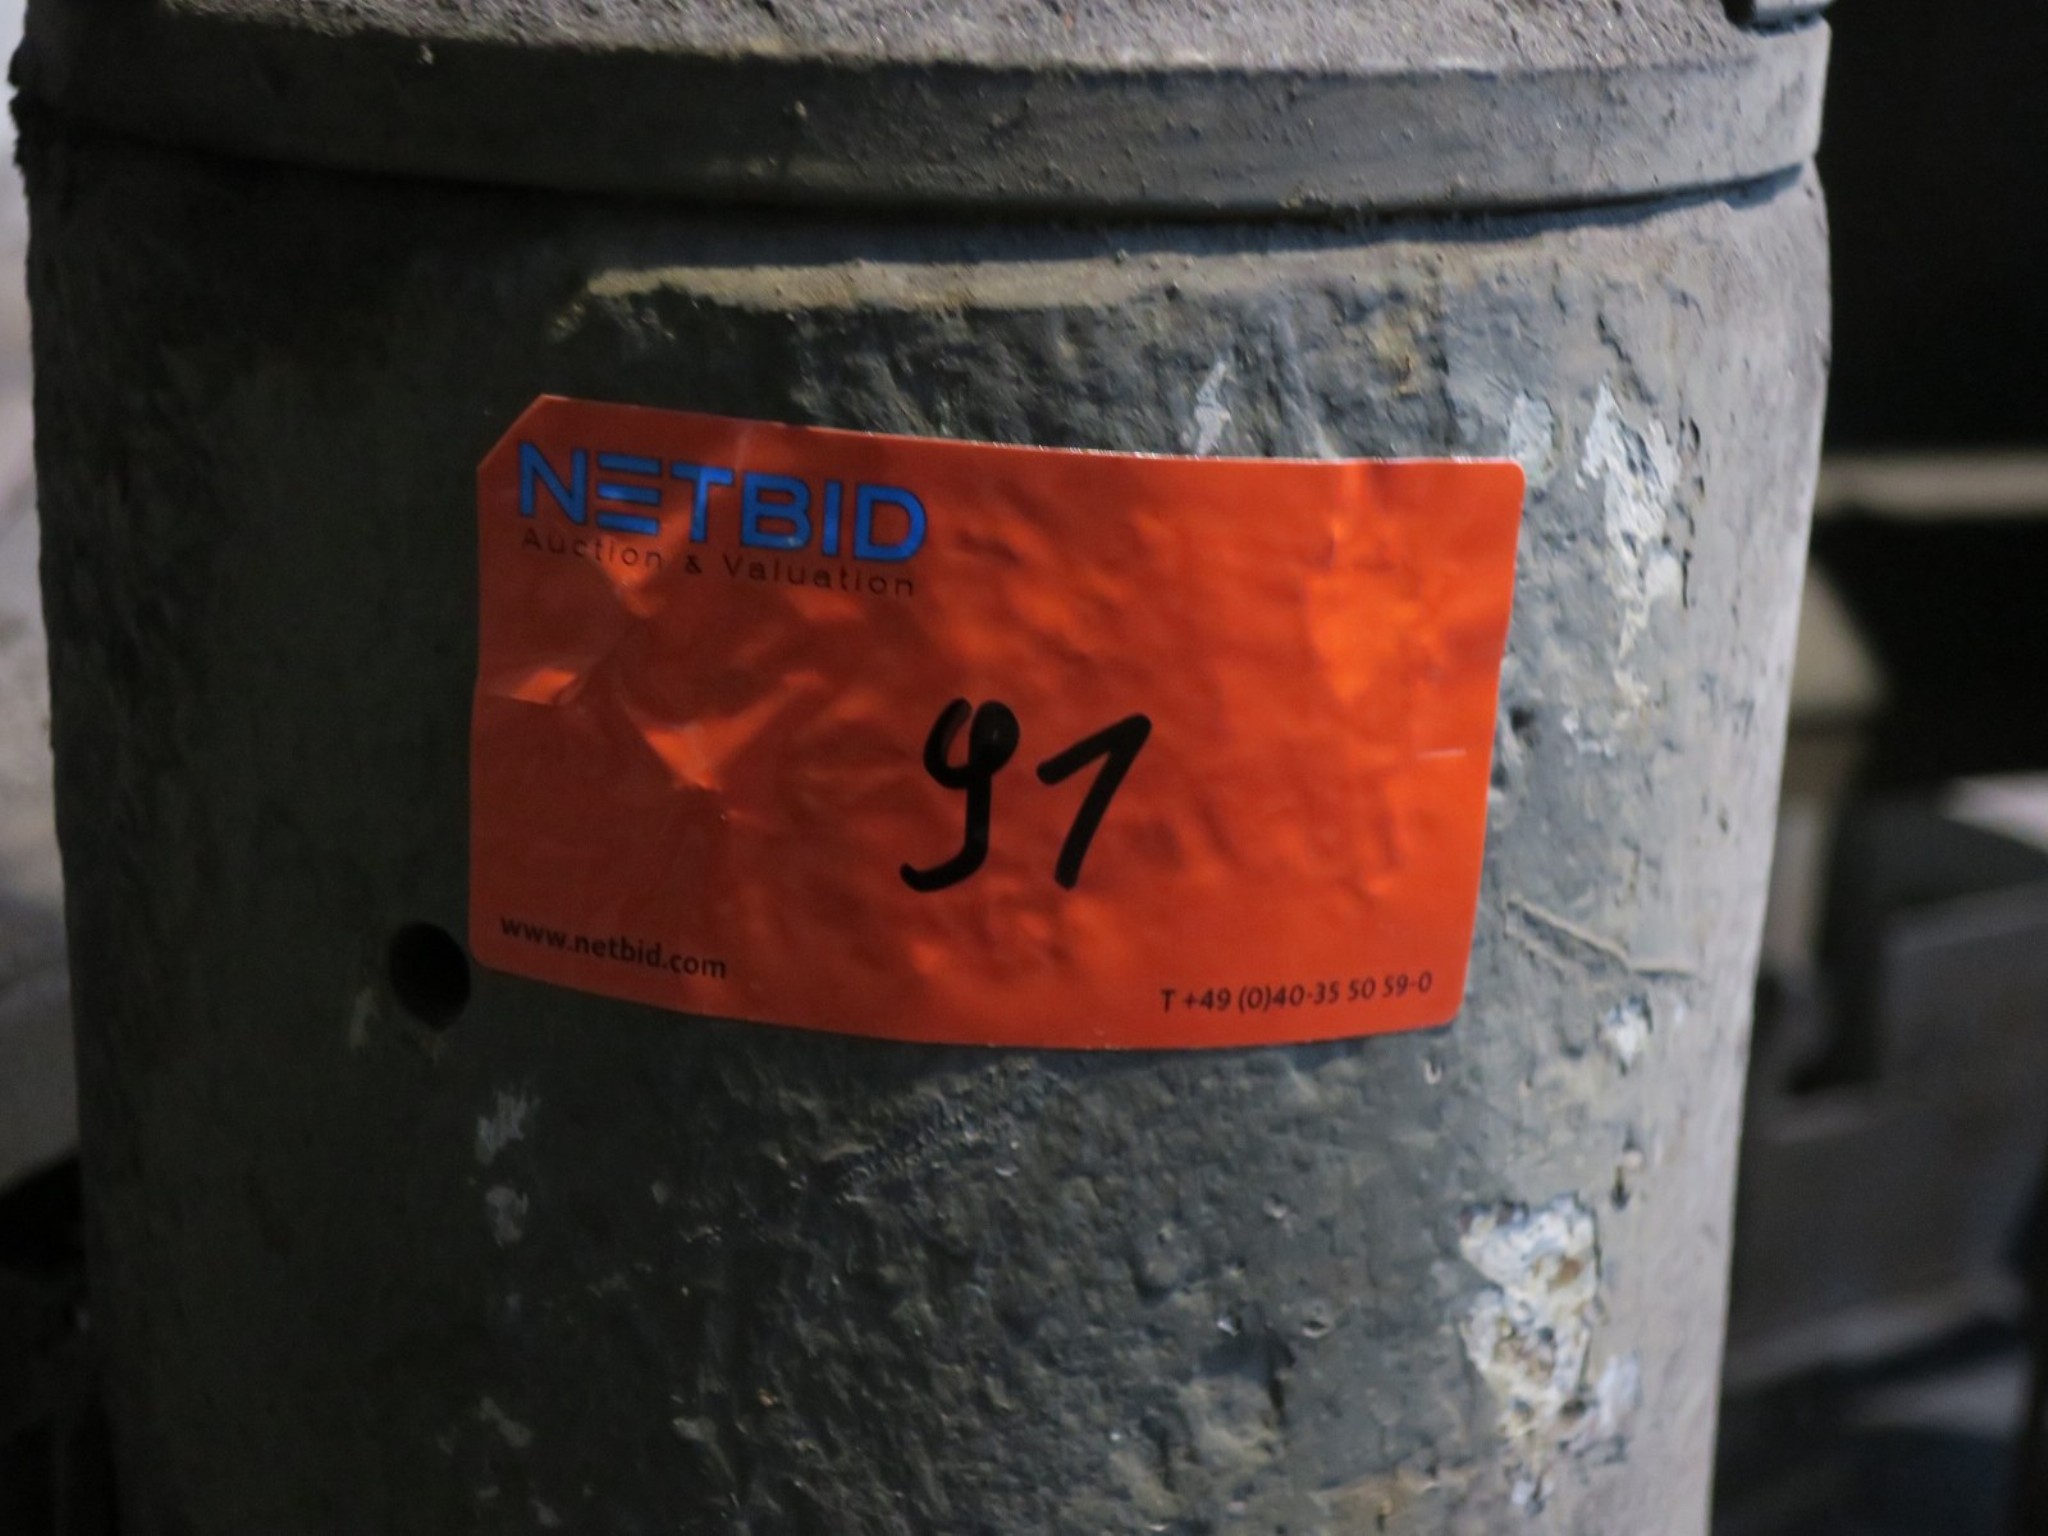 NETBID
Auction & Valuation
91
www.netbid.com
T +49 (0)40-35 50 59-0